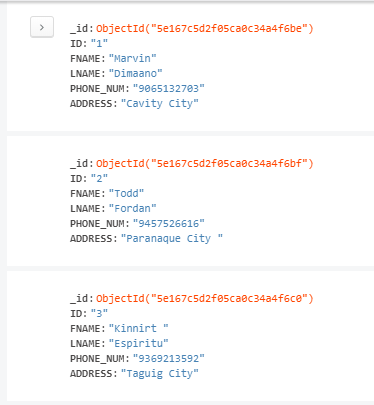 _id: ObjectId("5e167c5d2f05ca0c34a4f6be")
ID: "1"
FNAME: "Marvin"
LNAME: "Dimaano"
PHONE_NUM: "9065132703"
ADDRESS: "Cavity City"
_id: ObjectId("5e167c5d2f05ca0c34a4f6bf")
ID: "2"
FNAME: "Todd"
LNAME: "Fordan"
PHONE_NUM: "9457526616"
ADDRESS: "Paranaque City "
_id: ObjectId("5e167c5d2f05ca0c34a4f6c0")
ID: "3"
FNAME: "Kinnirt "
LNAME: "Espiritu"
PHONE_NUM: "9369213592"
ADDRESS: "Taguig City"